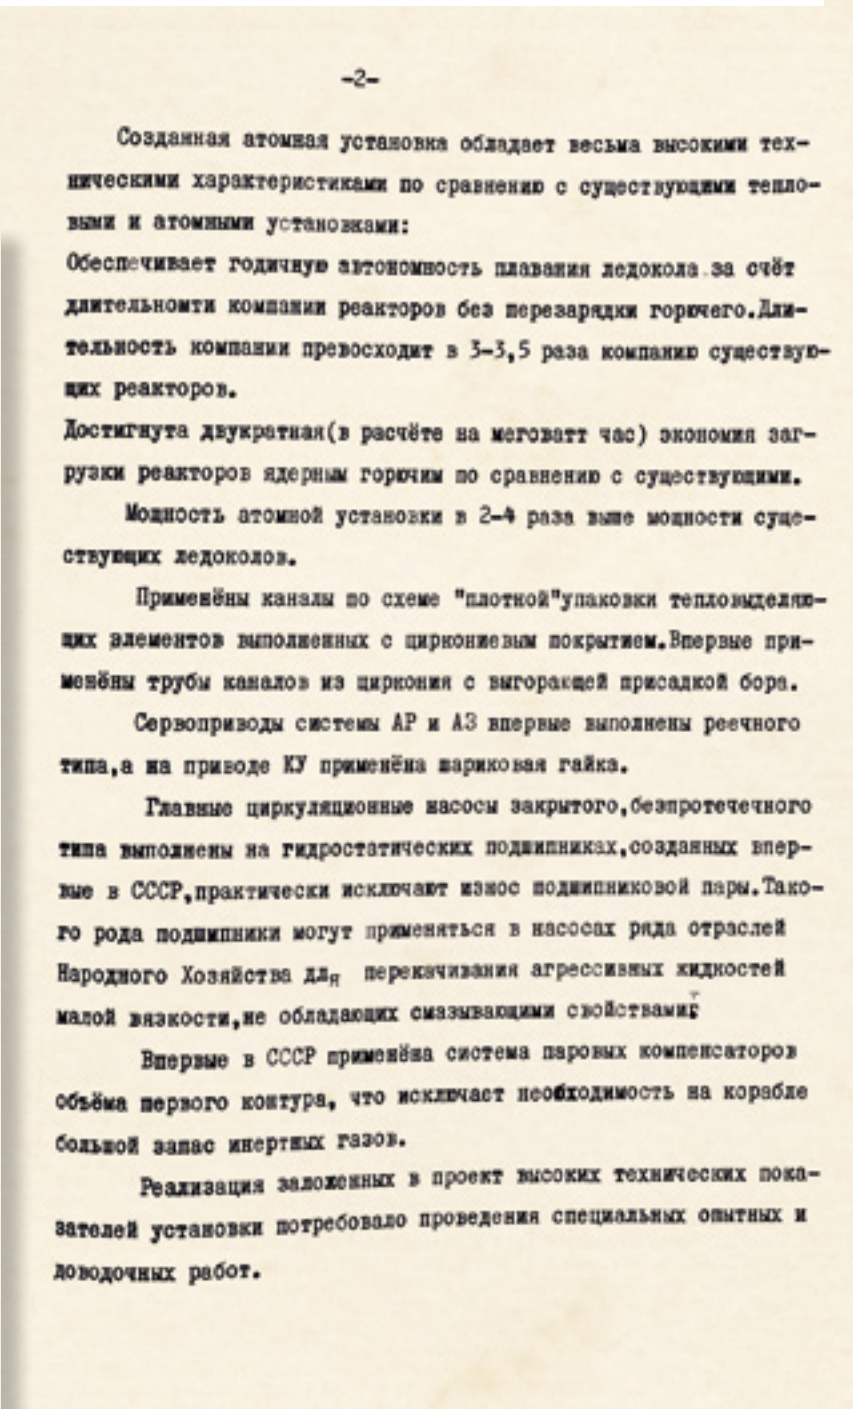 -2-
Созданная атомная установка обладает весьма высокими тех-
ническими характеристиками по сравнению с существующими тепло-
выми и атомными установками:
Обеспечивает годичную автономность плавания ледокола за счёт
длительномти компании реакторов без перезарядки горючего.Дли-
тельность компании превосходит в 3-3,5 раза компанию существую-
щих реакторов.
Достигнута двукратная(в расчёте на меговатт час) экономия заг-
рузки реакторов ядерным горючим по сравнению с существующими.
Мощность атомной установки в 2-4 раза выше мощности суще-
ствующих ледоколов.
Применёны каналы по схеме "плотной"упаковки тепловыделяю-
щих элементов выполненных с циркониевым покрытием.Впервые при-
менёны трубы каналов из циркония с выгорающей присадкой бора.
Сервоприводы системы АР и АЗ впервые выполнены реечного
типа,а на приводе КУ применёна шариковая гайка.
Главные циркуляционные насосы закрытого,безпротечечного
типа выполнены на гидростатических подшипниках,созданных впер-
вые в СССР,практически исключают износ подшипниковой пары.Тако-
го рода подшипники могут применяться в насосах ряда отраслей
Народного Хозяйства для перекачивания агрессивных жидкостей
малой вязкости,не обладающих смазывающими свойствами
Впервые в СССР применёна система паровых компенсаторов
объёма первого контура, что исключает необходимость на корабле
большой запас инертных газов.
Реализация заложенных в проект высоких технических пока-
зателей установки потребовало проведения специальных опытных и
доводочных работ.